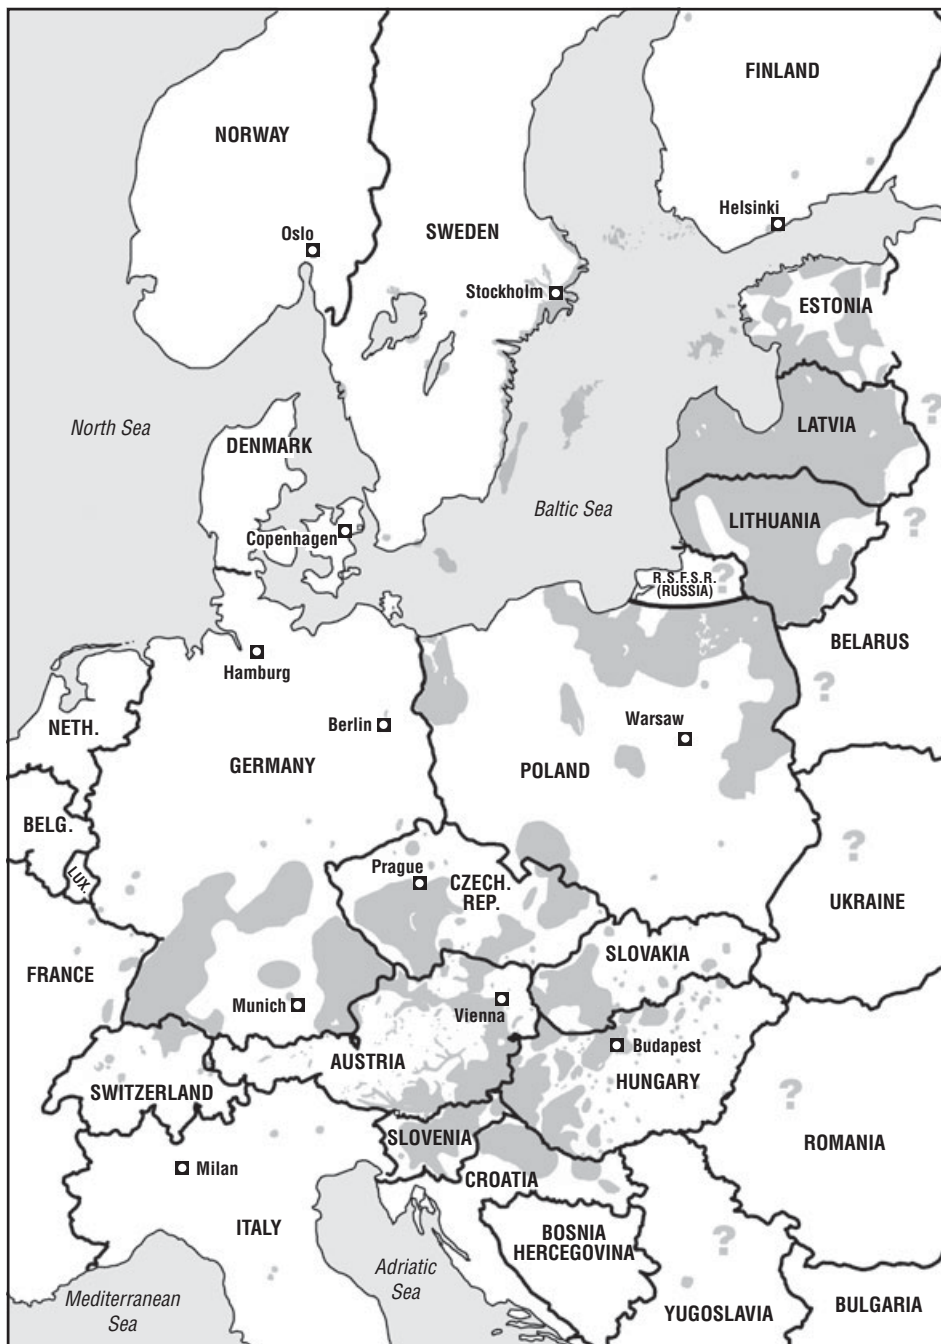 FINLAND
NORWAY
Helsinki
Oslo
SWEDEN
Stockholm
ESTONIA
North Sea
LATVIA
DENMARK
Baltic Sea
LITHUANIA
?
?
Copenhagen
R.S.F.S.R.
(RUSSIA)
?
BELARUS
Hamburg
?
NETH.
Berlin
Warsaw
GERMANY
POLAND
BELG.
?
LUX.
Prague
CZECH.
REP.
UKRAINE
SLOVAKIA
FRANCE
Munich
Vienna
Budapest
AUSTRIA
HUNGARY
SWITZERLAND
?
SLOVENIA
ROMANIA
Milan
CROATIA
ITALY
BOSNIA
HERCEGOVINA
?
Adriatic
Sea
Mediterranean
Sea
YUGOSLAVIA
BULGARIA